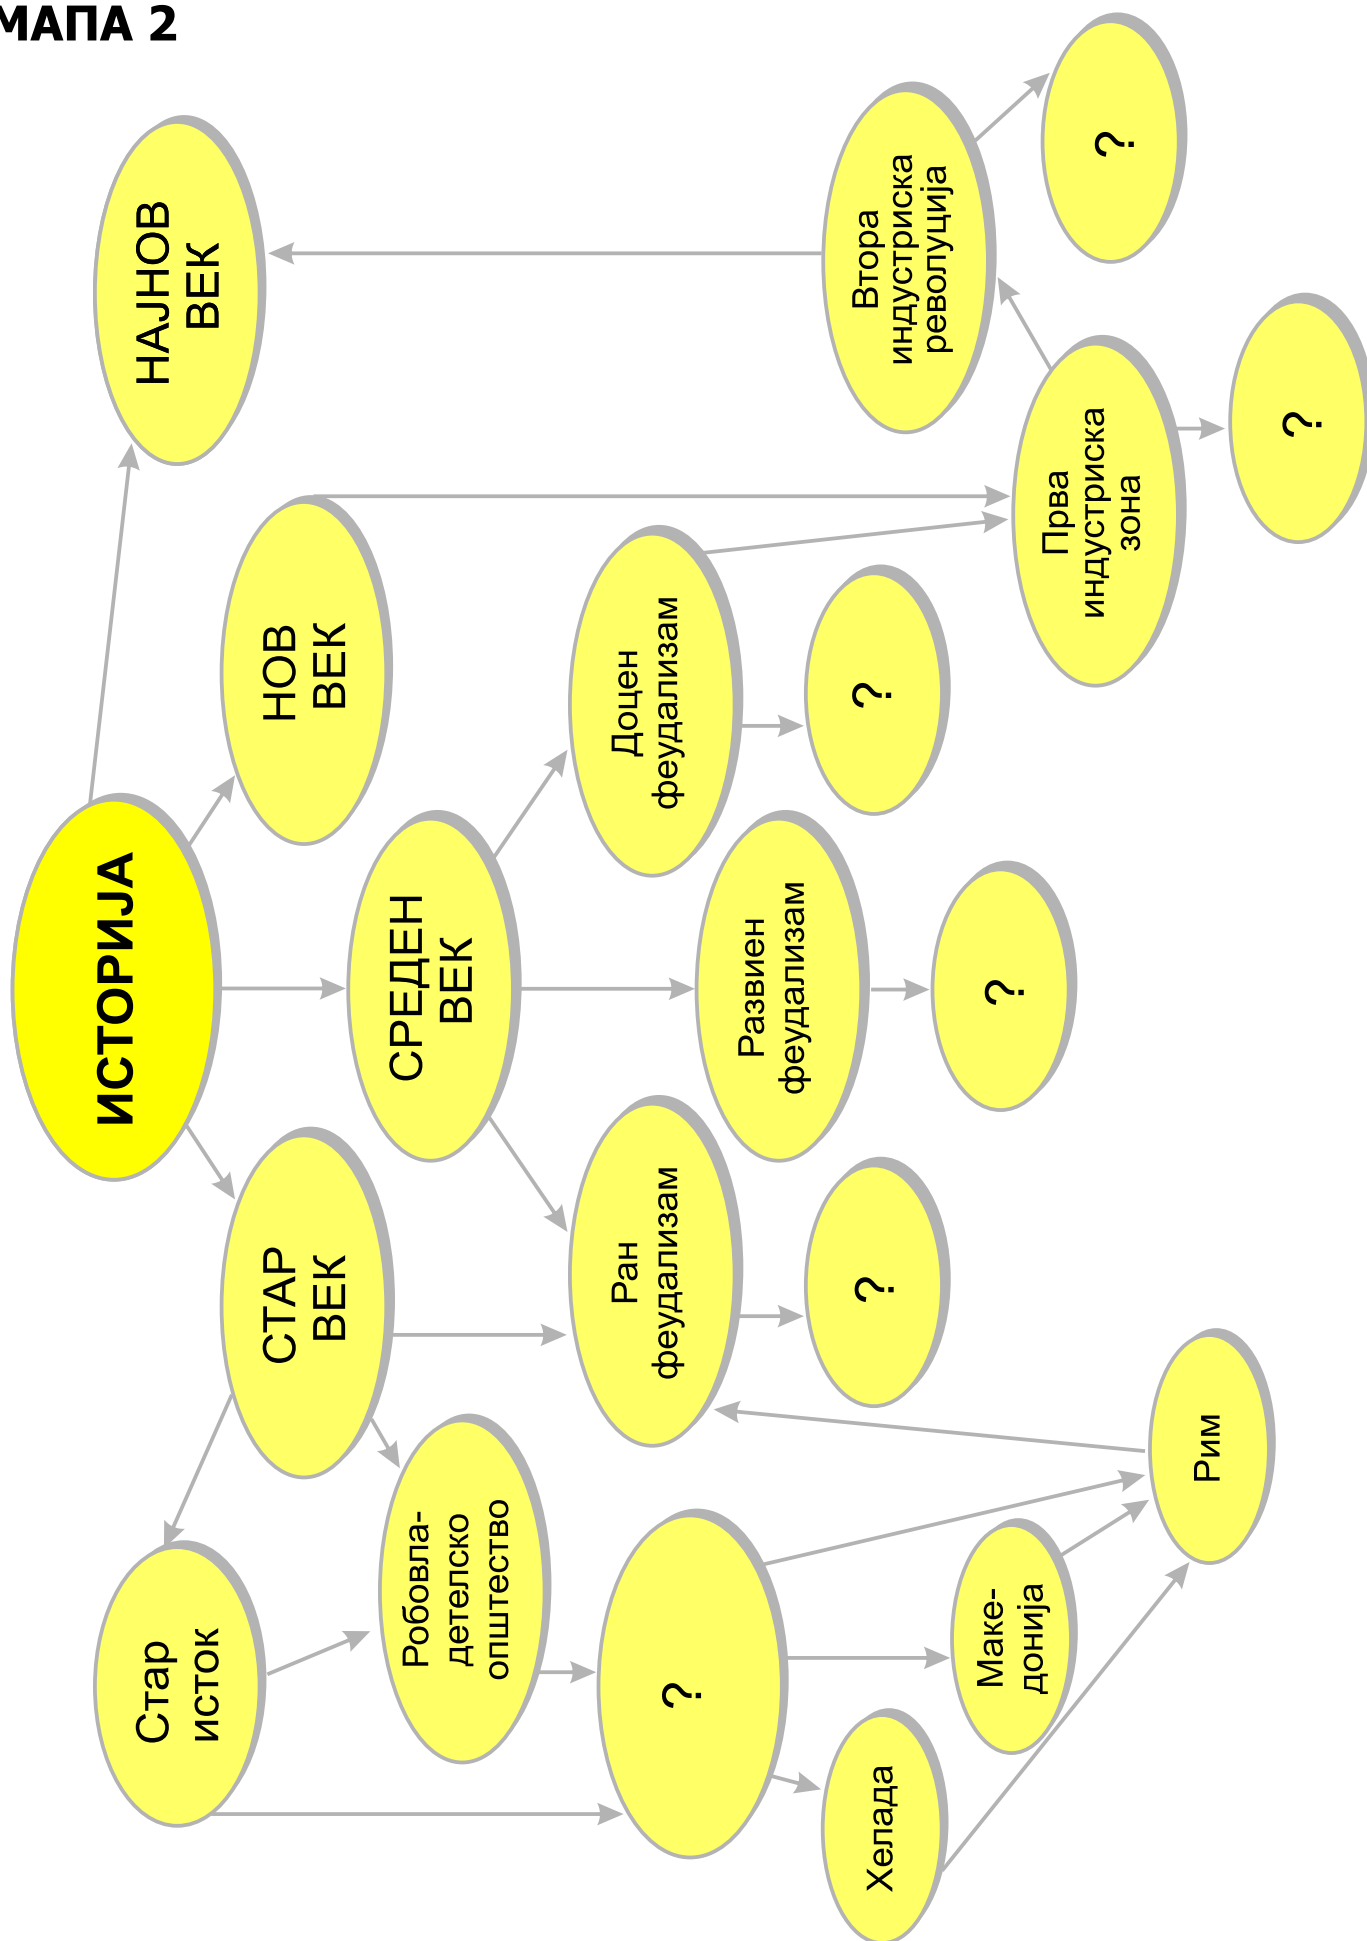 МАПА 2
ИСТОРИЈА
СТАР
ВЕК
СРЕДЕН
ВЕК
НОВ
ВЕК
НАЈНОВ
ВЕК
Стар
исток
Робовла-
детелско
општество
?
Хелада
Маке-
донија
Рим
Ран
феудализам
?
Развиен
феудализам
?
Доцен
феудализам
?
Прва
индустриска
зона
?
Втора
индустриска
револуција
?